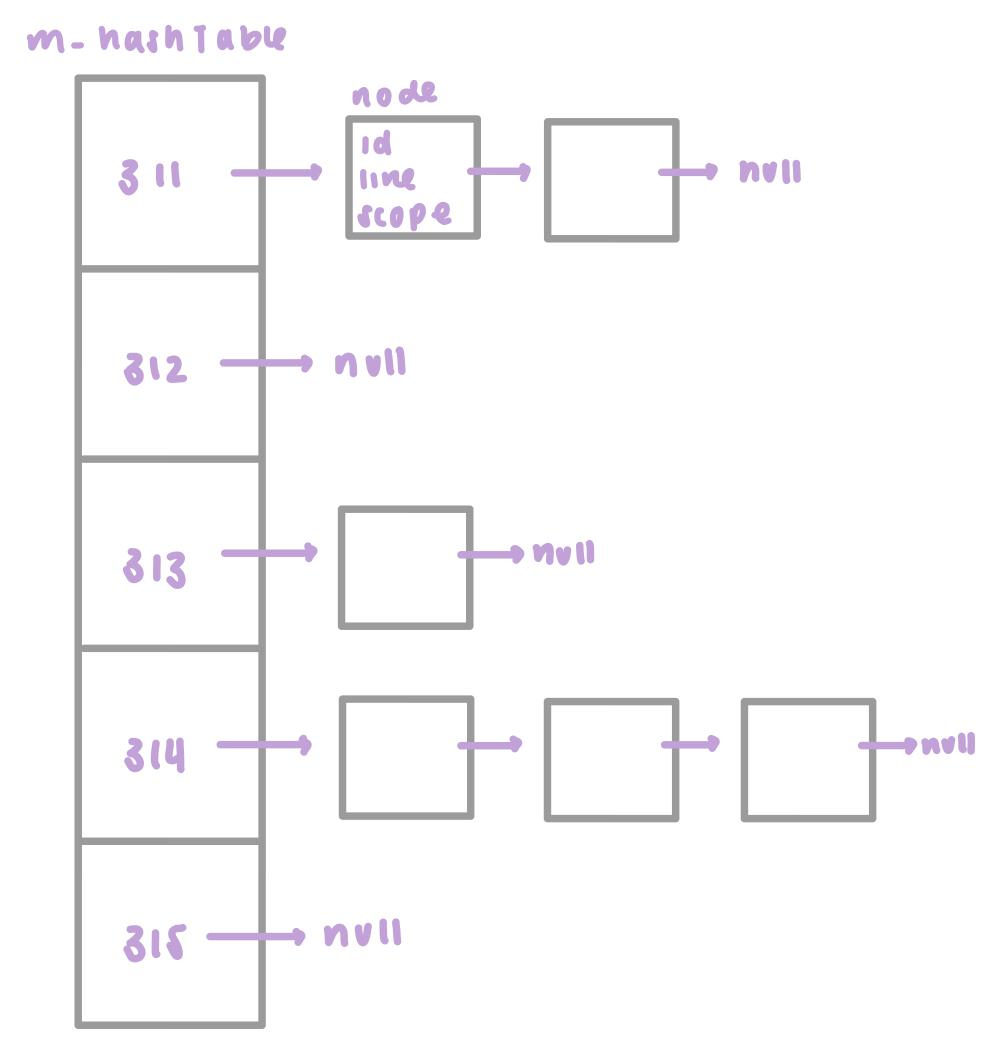 m_hashTable
node
311
id
line
scope
null
312
null
313
null
314
null
315
null